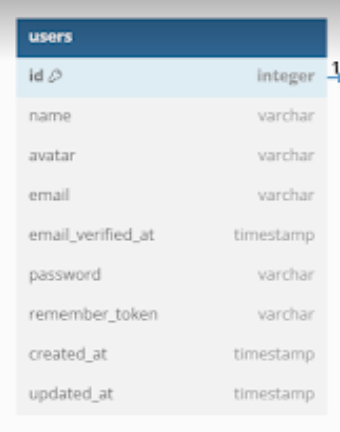 users
id integer 1
name varchar
avatar varchar
email varchar
email_verified_at timestamp
password varchar
remember_token varchar
created_at timestamp
updated_at timestamp